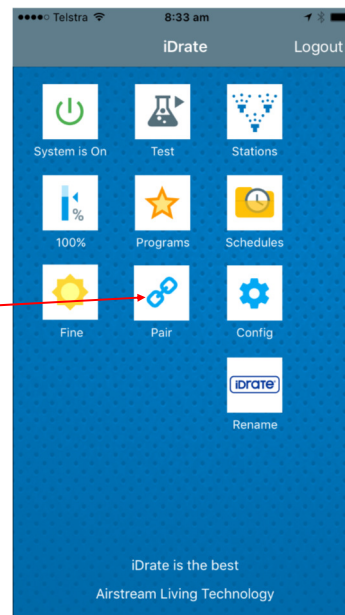 Telstra 8:33 am
iDrate Logout
System is On Test Stations
%
100% Programs Schedules
Fine Pair Config
iDRATE
Rename
iDrate is the best
Airstream Living Technology